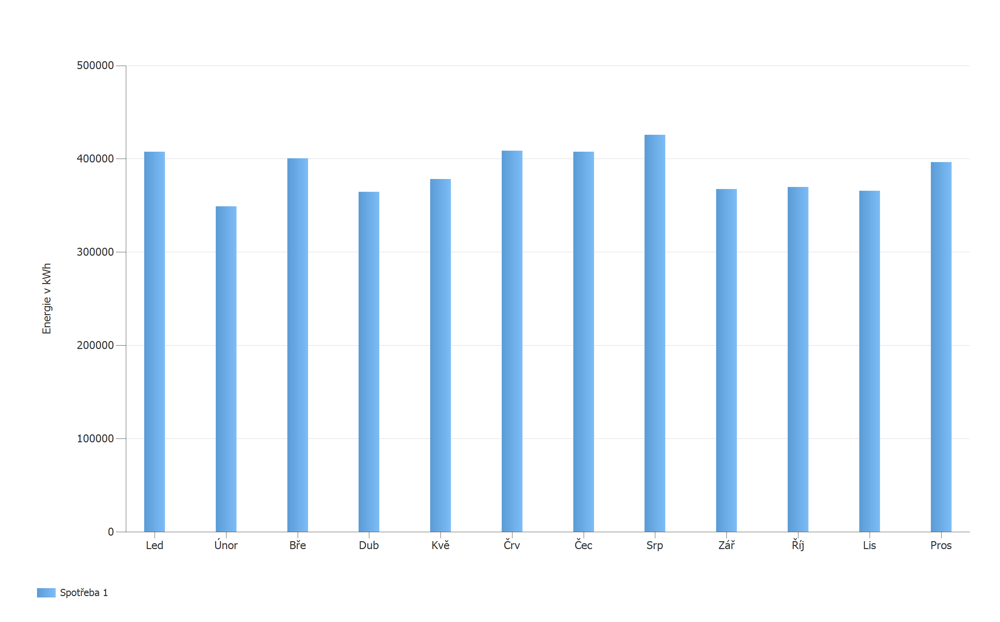 500000
400000
300000
200000
100000
0
Energie v kWh
Led Únor Bře Dub Kvě Črv Čec Srp Zář Říj Lis Pros
Spotřeba 1